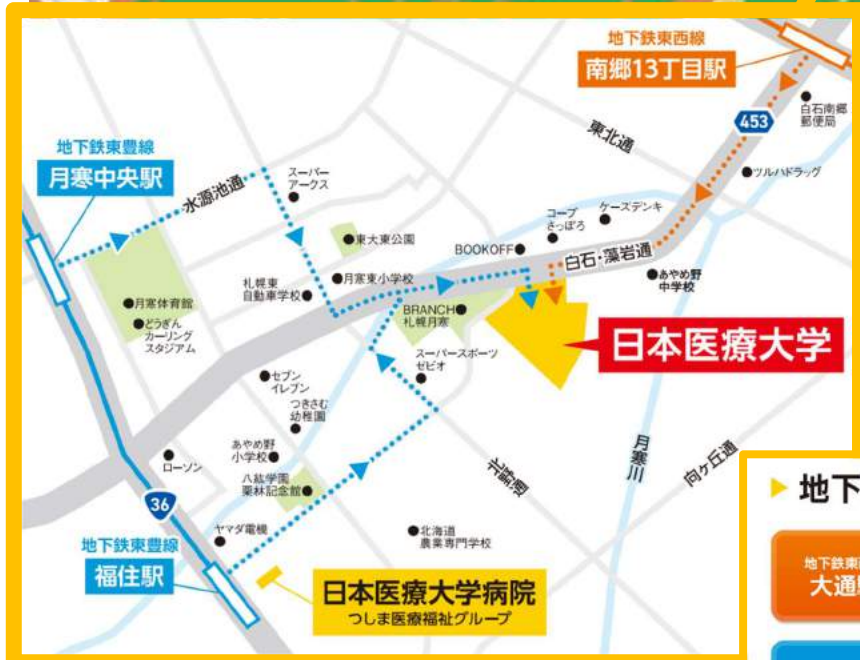 地下鉄東西線
南郷13丁目駅
白石南郷
郵便局
453
東北通
ツルハドラッグ
地下鉄東豊線
月寒中央駅
水源池通
スーパー
アークス
ケーズデンキ
コープ
さっぽろ
BOOKOFF
東大東公園
白石・藻岩通
あやめ野
中学校
月寒東小学校
札幌東
自動車学校
月寒体育館
どうぎん
カーリング
スタジアム
BRANCH
札幌月寒
日本医療大学
スーパースポーツ
ゼビオ
セブン
イレブン
つきさむ
幼稚園
あやめ野
小学校
ローソン
八紘学園
栗林記念館
北野通
月寒川
向ヶ丘通
36
ヤマダ電機
北海道
農業専門学校
地下鉄東豊線
福住駅
日本医療大学病院
つしま医療福祉グループ
地下
地下鉄東
大通